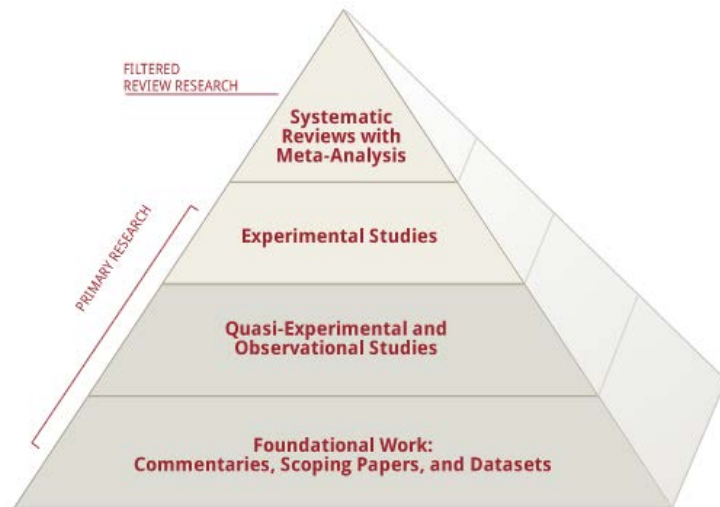 FILTERED
REVIEW RESEARCH
Systematic
Reviews with
Meta-Analysis
PRIMARY RESEARCH
Experimental Studies
Quasi-Experimental and
Observational Studies
Foundational Work:
Commentaries, Scoping Papers, and Datasets